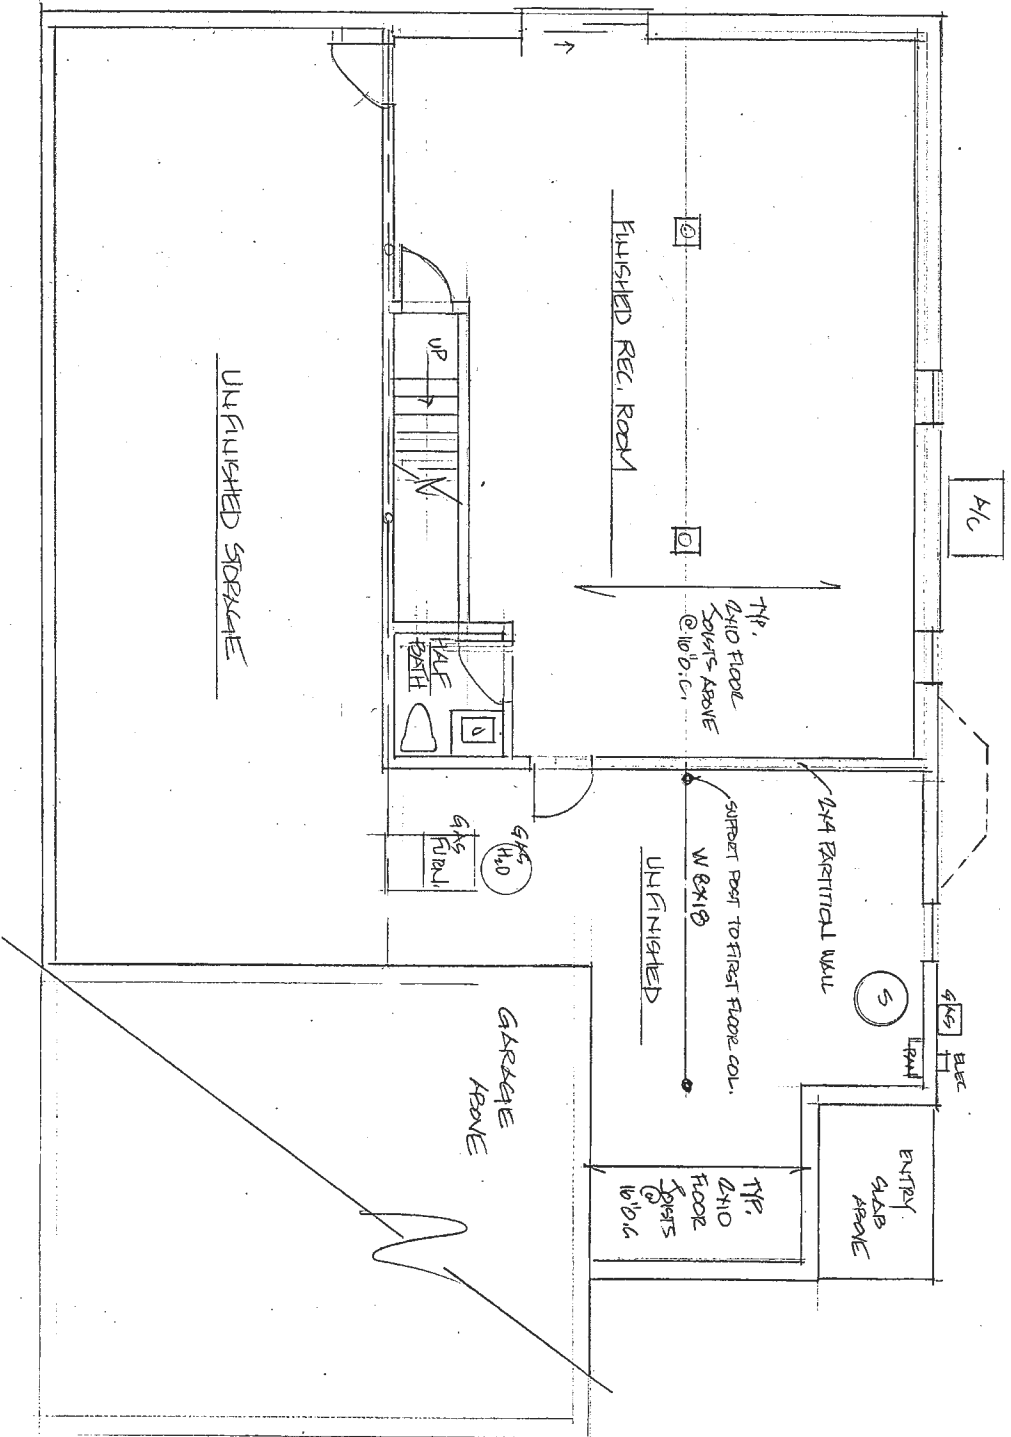 A/C
FINISHED REC. ROOM
TYP.
2X10 FLOOR
JOISTS ABOVE
@ 16" O.C.
UP
UNFINISHED STORAGE
HALF
BATH
2X4 PARTITION WALL
SUPPORT POST TO FIRST FLOOR COL.
W 8X18
UNFINISHED
GAS
H2O
GAS
FURN.
S
GAS
ELEC
PAN
ENTRY
SLAB
ABOVE
TYP.
2X10
FLOOR
JOISTS
@
16" O.C.
GARAGE
ABOVE